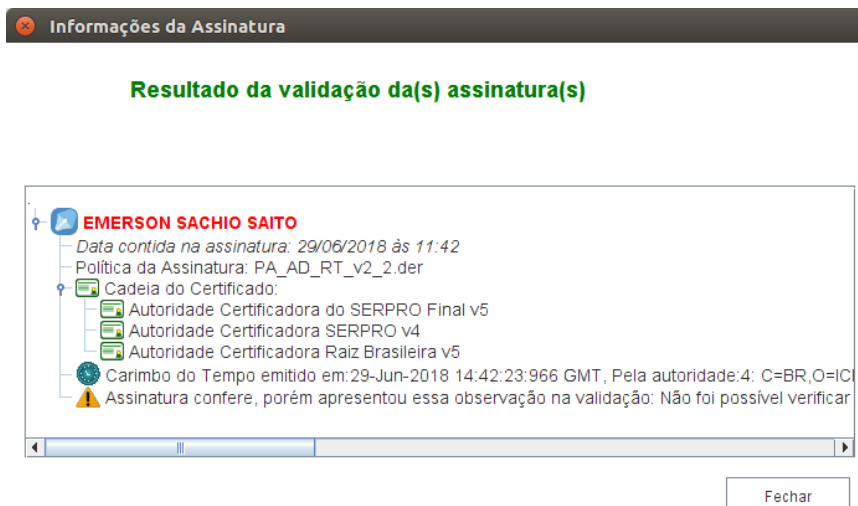 Informações da Assinatura
Resultado da validação da(s) assinatura(s)
EMERSON SACHIO SAITO
Data contida na assinatura: 29/06/2018 às 11:42
Política da Assinatura: PA_AD_RT_v2_2.der
Cadeia do Certificado:
Autoridade Certificadora do SERPRO Final v5
Autoridade Certificadora SERPRO v4
Autoridade Certificadora Raiz Brasileira v5
Carimbo do Tempo emitido em:29-Jun-2018 14:42:23:966 GMT, Pela autoridade:4: C=BR,O=ICI
Assinatura confere, porém apresentou essa observação na validação: Não foi possível verificar
Fechar